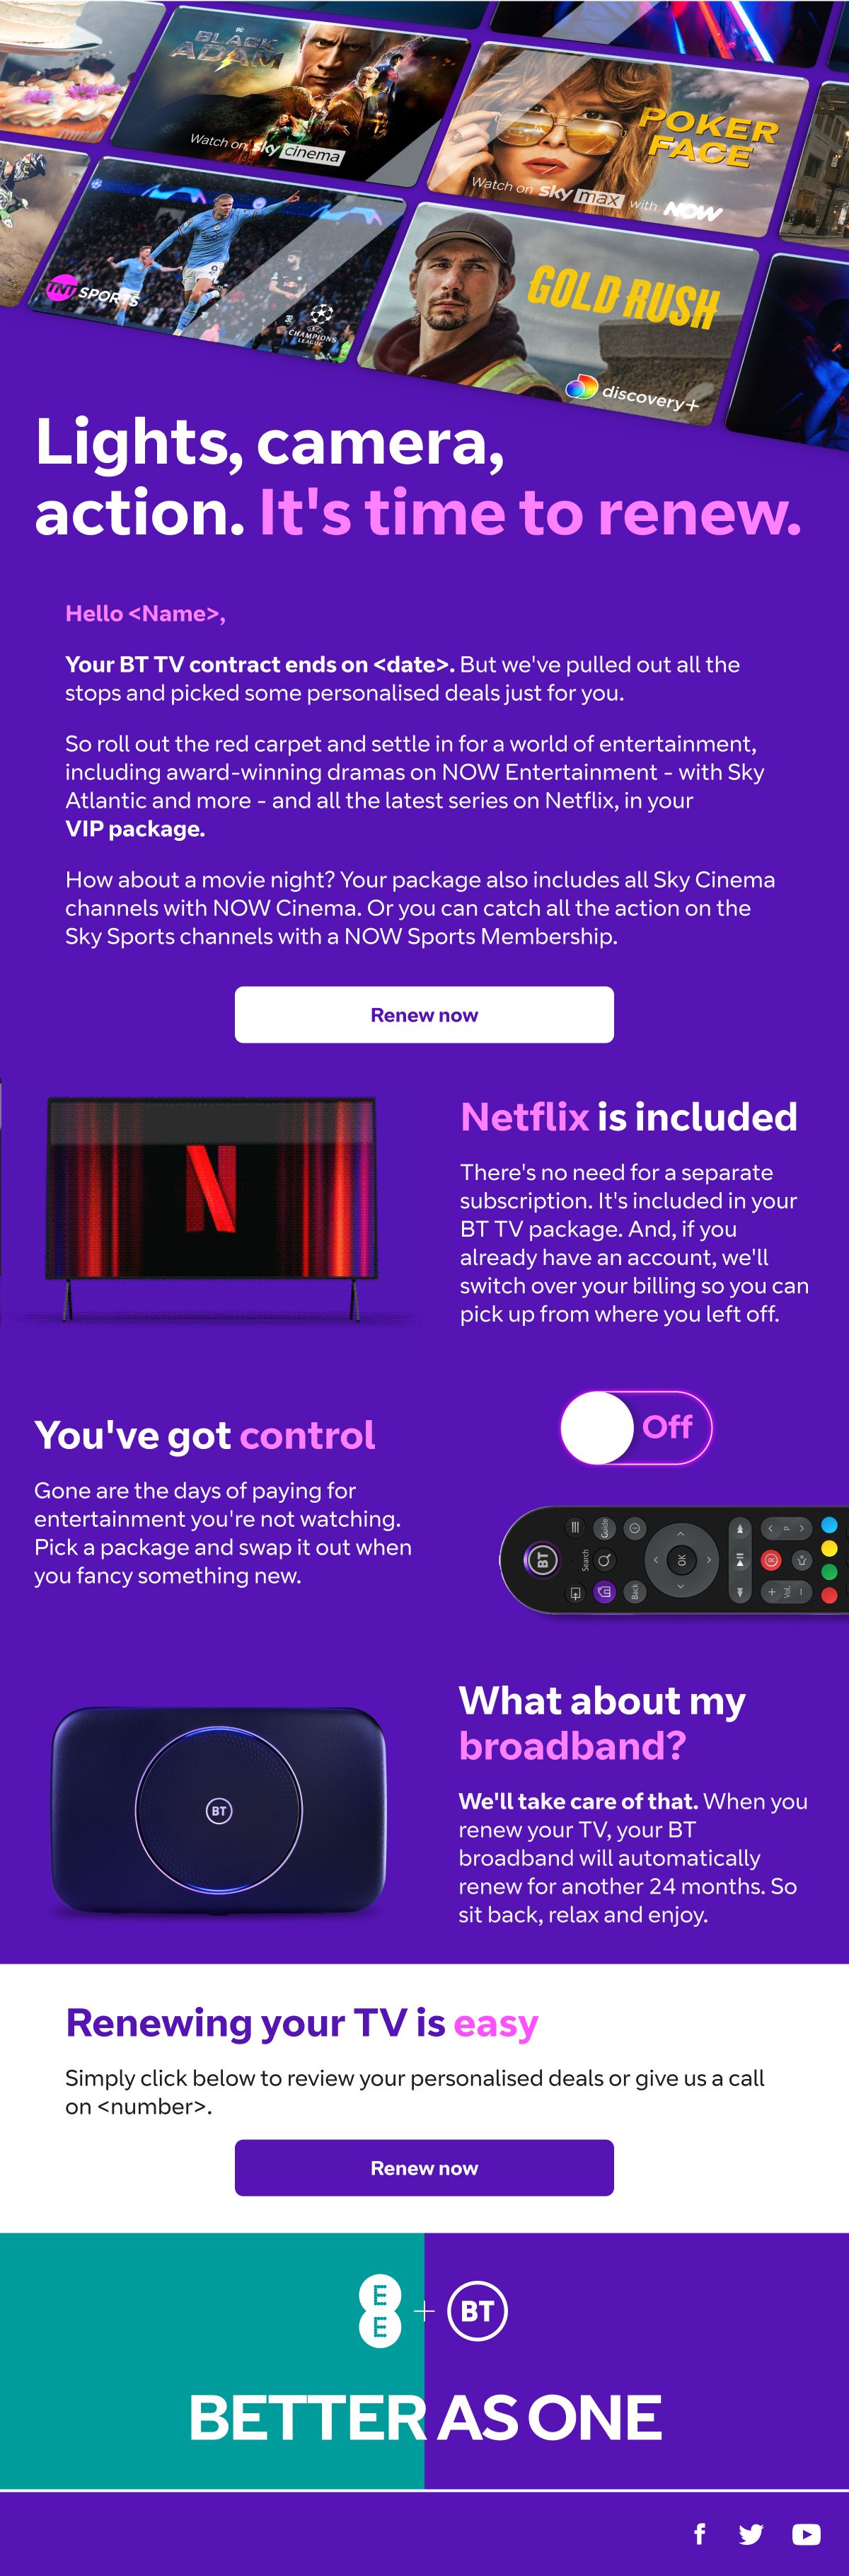 BLACK
ADAM
Watch on sky cinema
POKER
FACE
Watch on sky max with NOW
TNT SPORTS
CHAMPIONS
LEAGUE
GOLD RUSH
discovery+
Lights, camera,
action. It's time to renew.
Hello <Name>,
Your BT TV contract ends on <date>. But we've pulled out all the
stops and picked some personalised deals just for you.
So roll out the red carpet and settle in for a world of entertainment,
including award-winning dramas on NOW Entertainment - with Sky
Atlantic and more - and all the latest series on Netflix, in your
VIP package.
How about a movie night? Your package also includes all Sky Cinema
channels with NOW Cinema. Or you can catch all the action on the
Sky Sports channels with a NOW Sports Membership.
Renew now
N
Netflix is included
There's no need for a separate
subscription. It's included in your
BT TV package. And, if you
already have an account, we'll
switch over your billing so you can
pick up from where you left off.
You've got control
Gone are the days of paying for
entertainment you're not watching.
Pick a package and swap it out when
you fancy something new.
Off
BT
Search
Guide
Back
OK
P
R
Vol
BT
What about my
broadband?
We'll take care of that. When you
renew your TV, your BT
broadband will automatically
renew for another 24 months. So
sit back, relax and enjoy.
Renewing your TV is easy
Simply click below to review your personalised deals or give us a call
on <number>.
Renew now
EE + BT
BETTER AS ONE